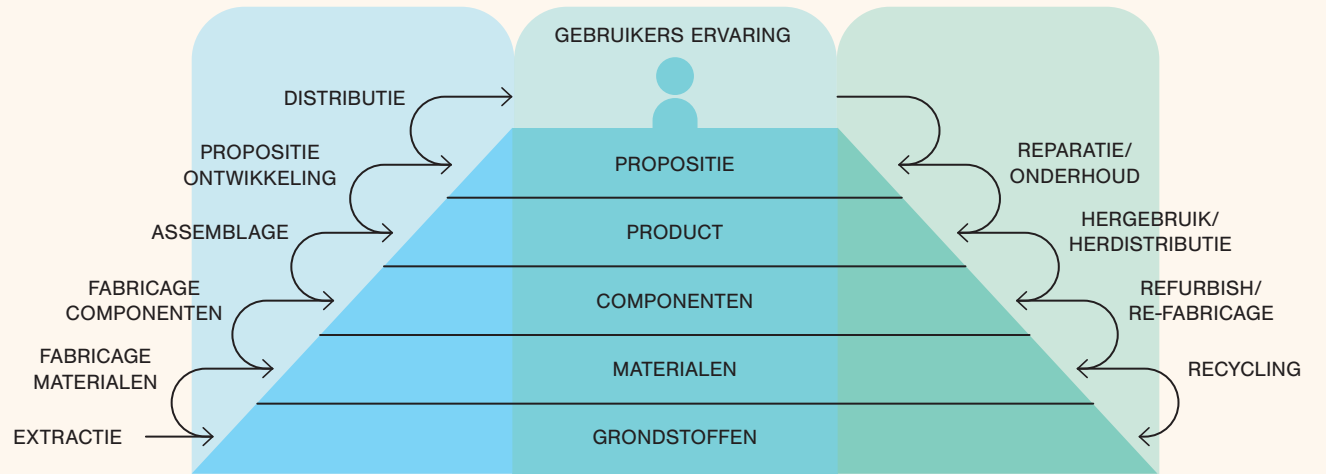 GEBRUIKERS ERVARING
DISTRIBUTIE
PROPOSITIE
ONTWIKKELING
ASSEMBLAGE
FABRICAGE
COMPONENTEN
FABRICAGE
MATERIALEN
EXTRACTIE
PROPOSITIE
PRODUCT
COMPONENTEN
MATERIALEN
GRONDSTOFFEN
REPARATIE/
ONDERHOUD
HERGEBRUIK/
HERDISTRIBUTIE
REFURBISH/
RE-FABRICAGE
RECYCLING